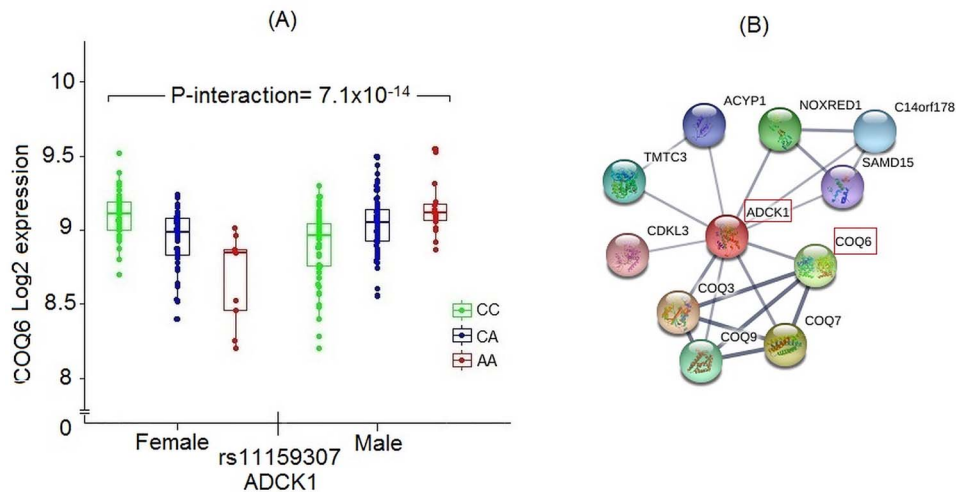 (A)
(B)
P-interaction= 7.1x10-14
COQ6 Log2 expression
10
9.5
9
8.5
8
0
CC
CA
AA
Female
Male
rs11159307
ADCK1
ACYP1
NOXRED1
C14orf178
TMTC3
SAMD15
ADCK1
CDKL3
COQ6
COQ3
COQ7
COQ9